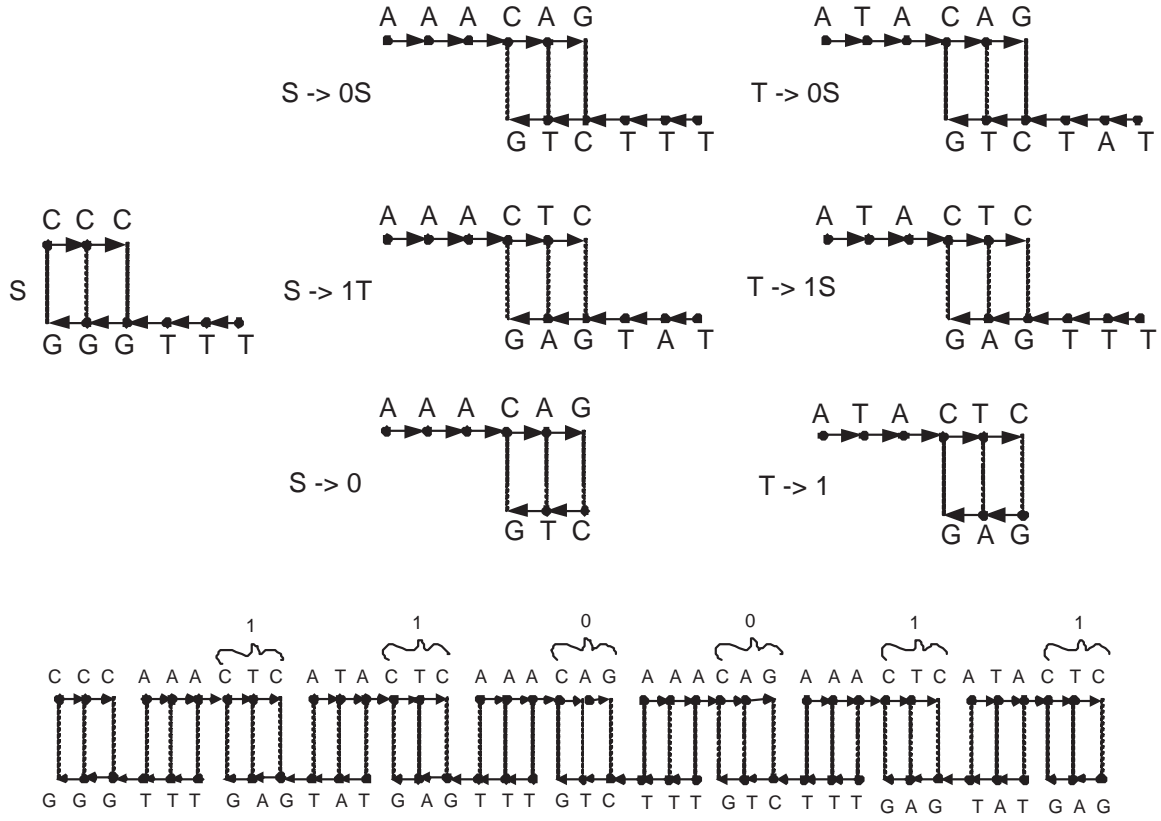 A A A C A G
A T A C A G
S -> 0S
T -> 0S
G T C T T T
G T C T A T
C C C
A A A C T C
A T A C T C
S
S -> 1T
T -> 1S
G G G T T T
G A G T A T
G A G T T T
A A A C A G
A T A C T C
S -> 0
T -> 1
G T C
G A G
1 1 0 0 1 1
C C C A A A C T C A T A C T C A A A C A G A A A C A G A A A C T C A T A C T C
G G G T T T G A G T A T G A G T T T G T C T T T G T C T T T G A G T A T G A G